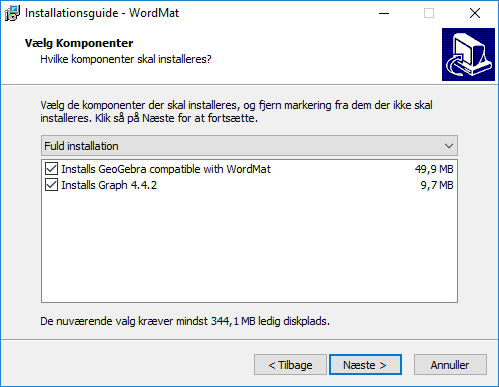 Installationsguide - WordMat
Vælg Komponenter
Hvilke komponenter skal installeres?
Vælg de komponenter der skal installeres, og fjern markering fra dem der ikke skal
installeres. Klik så på Næste for at fortsætte.
Fuld installation
Installs GeoGebra compatible with WordMat 49,9 MB
Installs Graph 4.4.2 9,7 MB
De nuværende valg kræver mindst 344,1 MB ledig diskplads.
< Tilbage Næste > Annuller